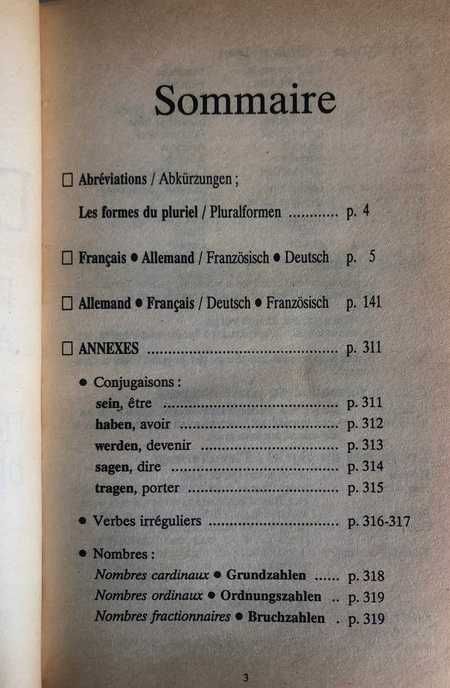 Sommaire
□ Abréviations / Abkürzungen ;
Les formes du pluriel / Pluralformen ............ p. 4
□ Français ● Allemand / Französisch ● Deutsch p. 5
□ Allemand ● Français / Deutsch ● Französisch p. 141
□ ANNEXES .......................................... p. 311
● Conjugaisons :
sein, être ...................................... p. 311
haben, avoir .................................. p. 312
werden, devenir .............................. p. 313
sagen, dire .................................... p. 314
tragen, porter ................................. p. 315
● Verbes irréguliers ............................ p. 316-317
● Nombres :
Nombres cardinaux ● Grundzahlen ...... p. 318
Nombres ordinaux ● Ordnungszahlen .. p. 319
Nombres fractionnaires ● Bruchzahlen . p. 319
3